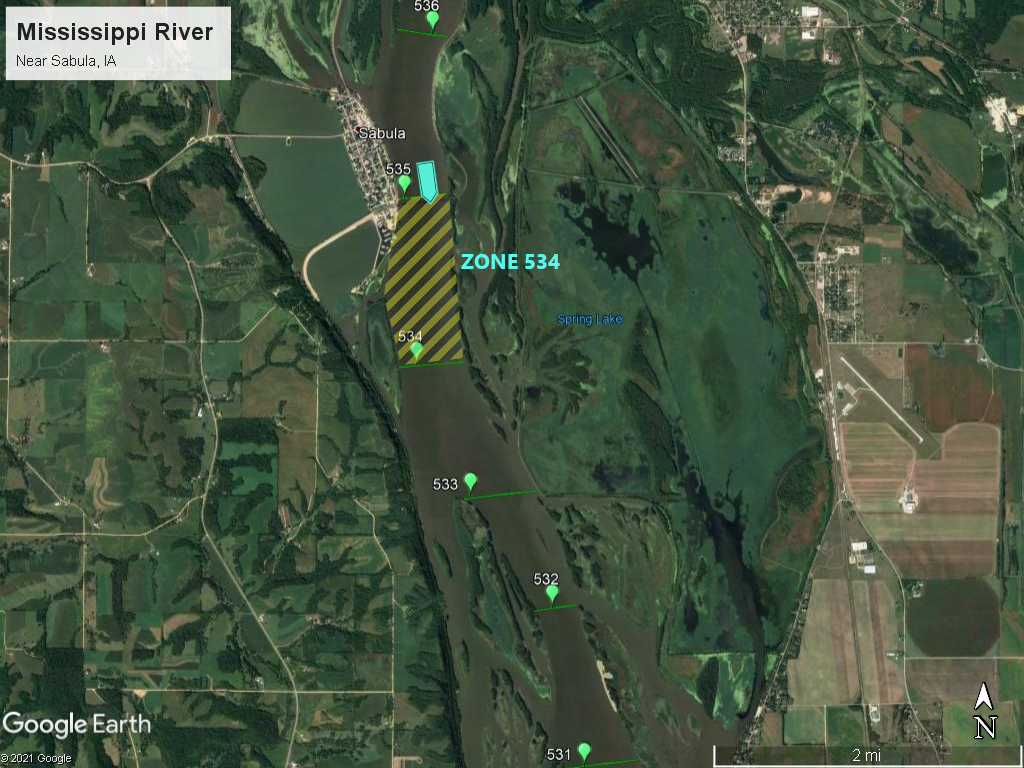 Mississippi River
Near Sabula, IA
536
Sabula
535
ZONE 534
Spring Lake
534
533
532
531
Google Earth
© 2021 Google
N
2 mi